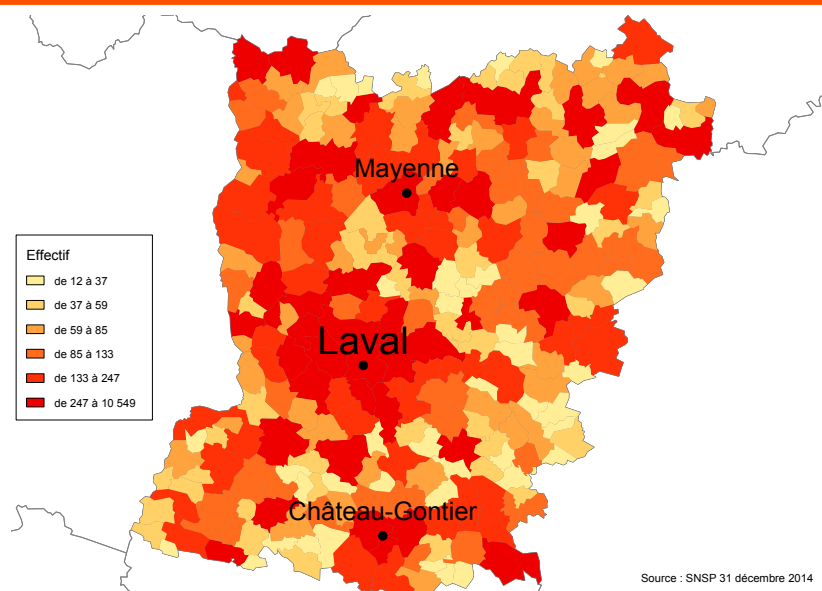 Mayenne
Laval
Château-Gontier
Effectif
de 12 à 37
de 37 à 59
de 59 à 85
de 85 à 133
de 133 à 247
de 247 à 10 549
Source : SNSP 31 décembre 2014